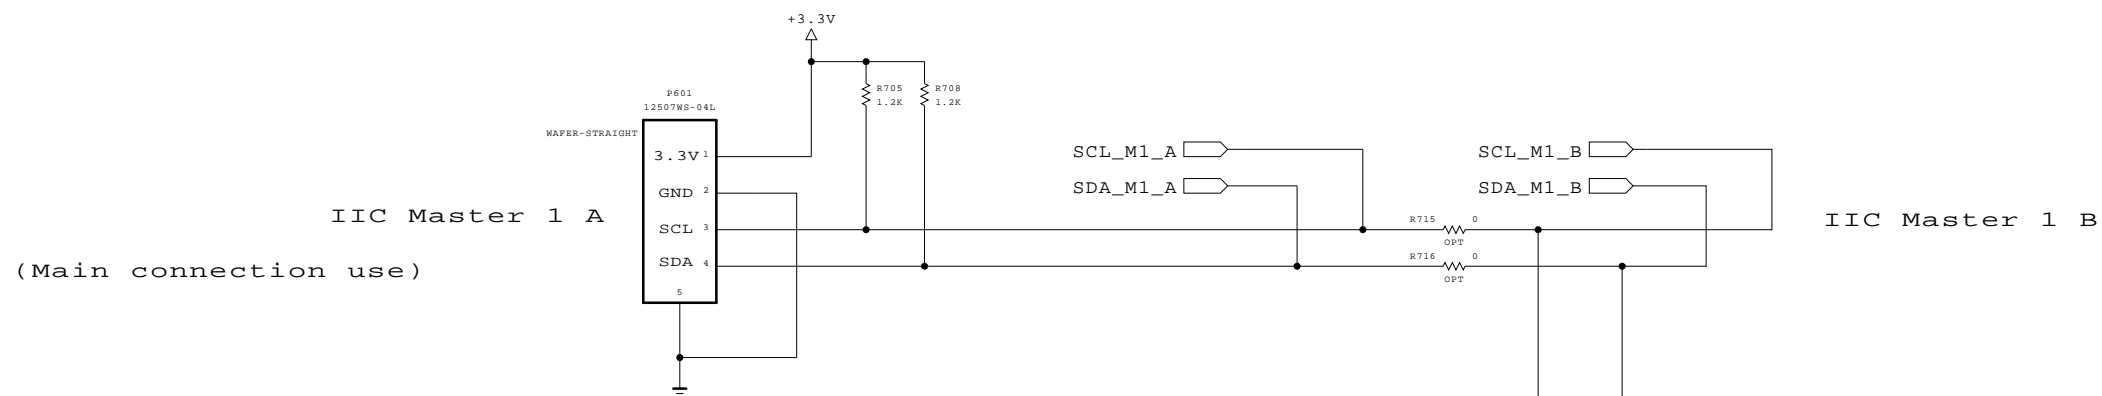 +3.3V
P601
12507WS-04L
R705
1.2K
R708
1.2K
WAFER-STRAIGHT
3.3V 1
GND 2
SCL 3
SDA 4
5
SCL_M1_A
SDA_M1_A
SCL_M1_B
SDA_M1_B
IIC Master 1 A
(Main connection use)
R715 0
OPT
R716 0
OPT
IIC Master 1 B